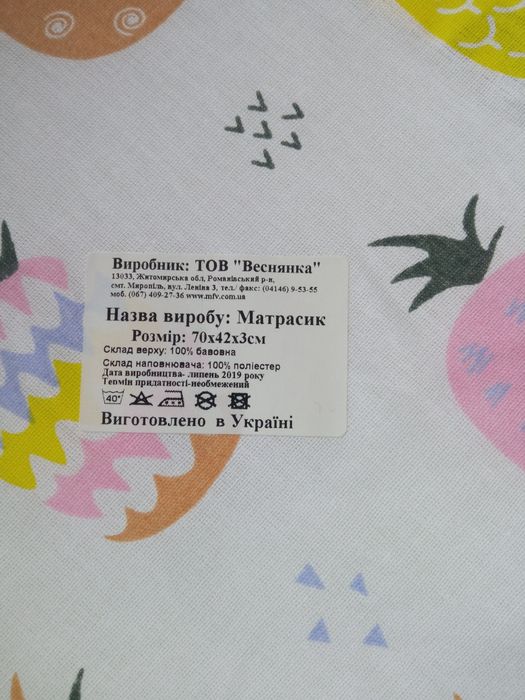 Виробник: ТОВ "Веснянка"
13033, Житомирська обл, Романівський р-н,
смт. Миропіль, вул. Леніна 3, тел./ факс: (04146) 9-53-55
моб. (067) 409-27-36 www.mfv.com.ua
Назва виробу: Матрасик
Розмір: 70х42х3см
Склад верху: 100% бавовна
Склад наповнювача: 100% поліестер
Дата виробництва- липень 2019 року
Термін придатності-необмежений
40°
Виготовлено в Україні